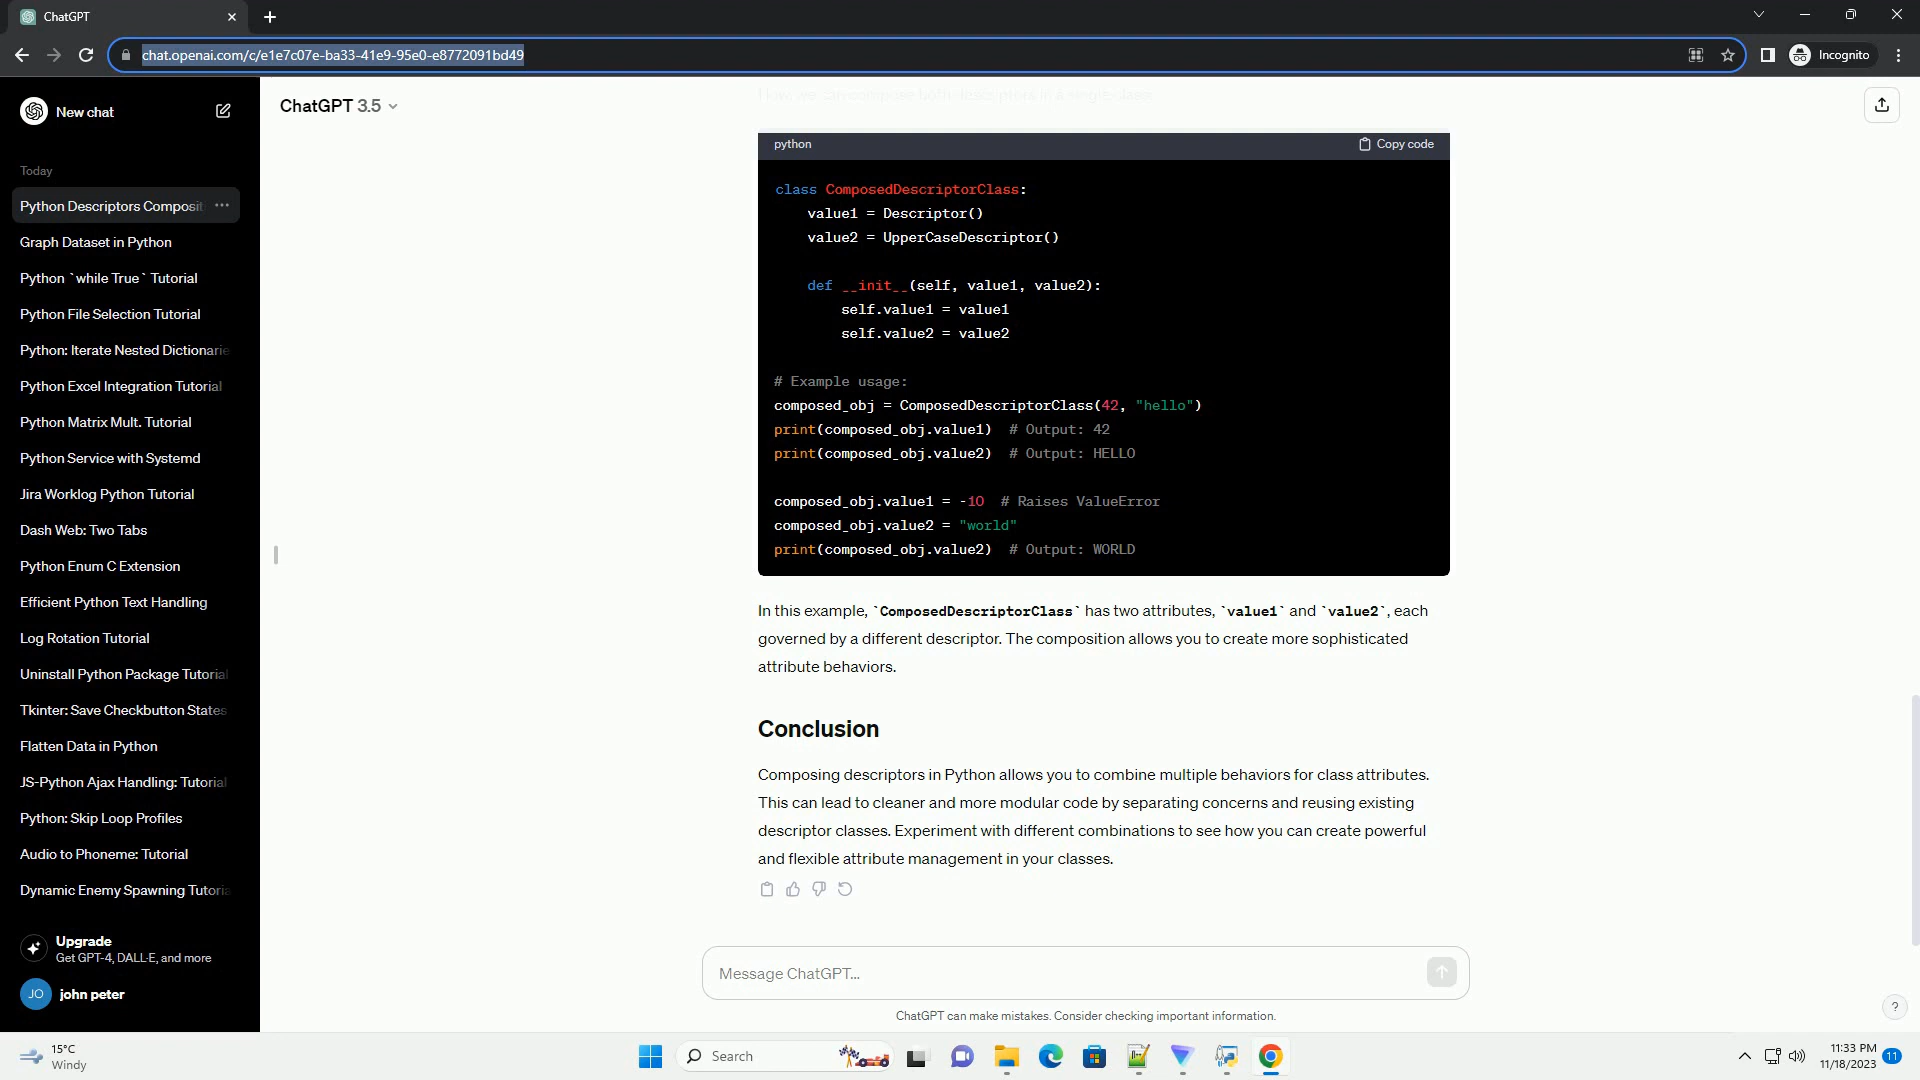 ChatGPT
chat.openai.com/c/e1e7c07e-ba33-41e9-95e0-e8772091bd49
Incognito
New chat
Today
Python Descriptors Composit
Graph Dataset in Python
Python `while True` Tutorial
Python File Selection Tutorial
Python: Iterate Nested Dictionarie
Python Excel Integration Tutorial
Python Matrix Mult. Tutorial
Python Service with Systemd
Jira Worklog Python Tutorial
Dash Web: Two Tabs
Python Enum C Extension
Efficient Python Text Handling
Log Rotation Tutorial
Uninstall Python Package Tutorial
Tkinter: Save Checkbutton States
Flatten Data in Python
JS-Python Ajax Handling: Tutorial
Python: Skip Loop Profiles
Audio to Phoneme: Tutorial
Dynamic Enemy Spawning Tutoria
Upgrade
Get GPT-4, DALL·E, and more
JO john peter
ChatGPT 3.5
python
Copy code
class ComposedDescriptorClass:
value1 = Descriptor()
value2 = UpperCaseDescriptor()
def __init__(self, value1, value2):
self.value1 = value1
self.value2 = value2
# Example usage:
composed_obj = ComposedDescriptorClass(42, "hello")
print(composed_obj.value1)  # Output: 42
print(composed_obj.value2)  # Output: HELLO
composed_obj.value1 = -10  # Raises ValueError
composed_obj.value2 = "world"
print(composed_obj.value2)  # Output: WORLD
In this example, `ComposedDescriptorClass` has two attributes, `value1` and `value2`, each
governed by a different descriptor. The composition allows you to create more sophisticated
attribute behaviors.
Conclusion
Composing descriptors in Python allows you to combine multiple behaviors for class attributes.
This can lead to cleaner and more modular code by separating concerns and reusing existing
descriptor classes. Experiment with different combinations to see how you can create powerful
and flexible attribute management in your classes.
Message ChatGPT...
ChatGPT can make mistakes. Consider checking important information.
?
15°C
Windy
Search
11:33 PM
11/18/2023
11